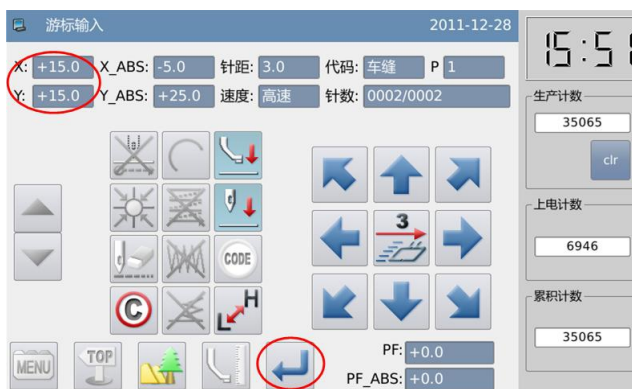 游标输入 2011-12-28
X: +15.0 X_ABS: -5.0 针距: 3.0 代码: 车缝 P 1
Y: +15.0 Y_ABS: +25.0 速度: 高速 针数: 0002/0002
15:5
生产计数
35065
clr
上电计数
6946
累积计数
35065
3
CODE
C
H
L
MENU
TOP
PF: +0.0
PF_ABS: +0.0